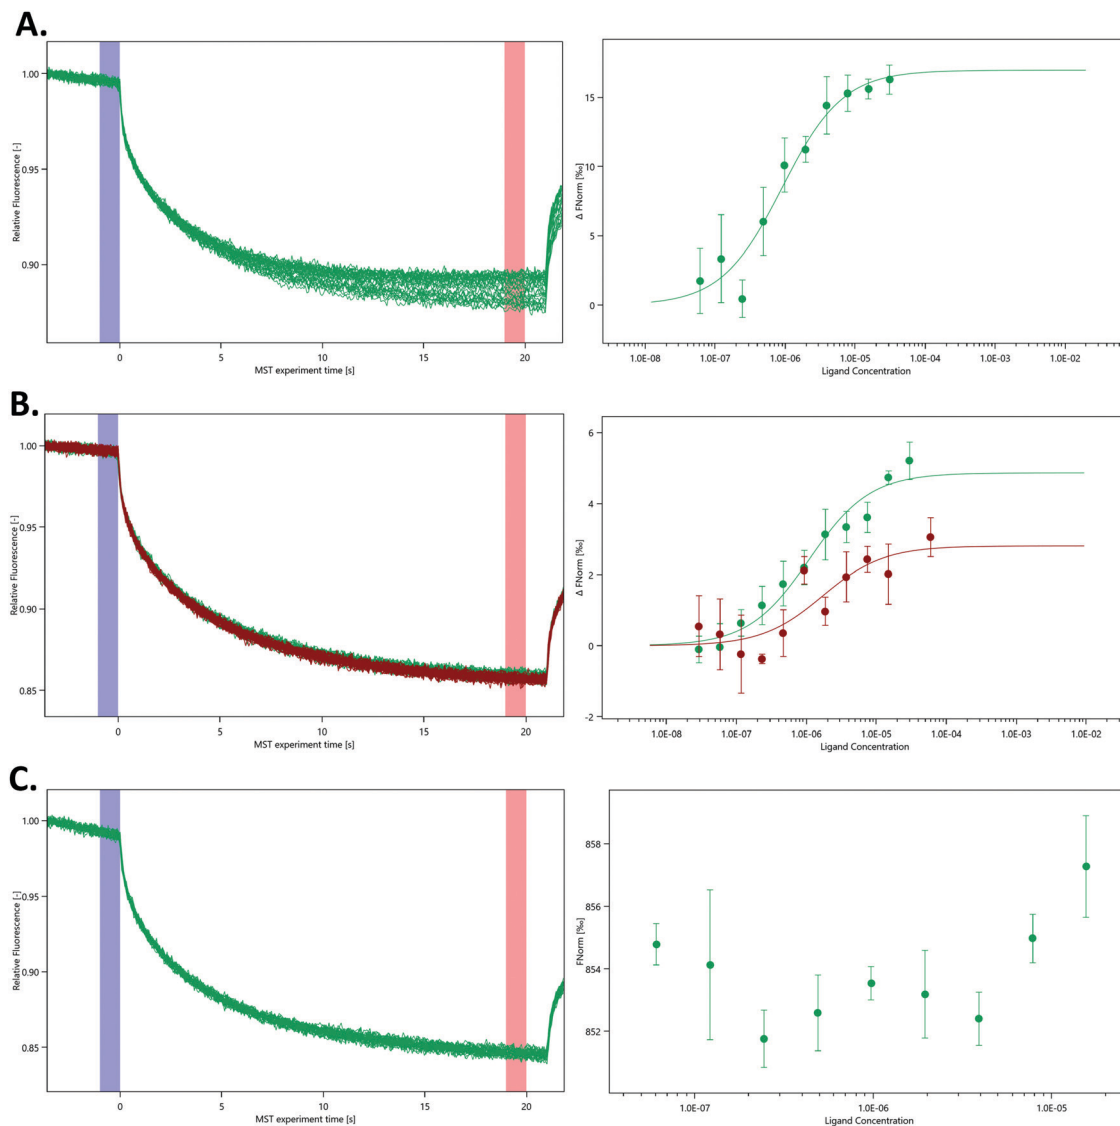 A.
Relative Fluorescence [-]
1.00
0.95
0.90
0
5
10
15
20
MST experiment time [s]
Δ FNorm [‰]
15
10
5
0
1.0E-08
1.0E-07
1.0E-06
1.0E-05
1.0E-04
1.0E-03
1.0E-02
Ligand Concentration
B.
Relative Fluorescence [-]
1.00
0.95
0.90
0.85
0
5
10
15
20
MST experiment time [s]
Δ FNorm [‰]
6
4
2
0
-2
1.0E-08
1.0E-07
1.0E-06
1.0E-05
1.0E-04
1.0E-03
1.0E-02
Ligand Concentration
C.
Relative Fluorescence [-]
1.00
0.95
0.90
0.85
0
5
10
15
20
MST experiment time [s]
FNorm [‰]
858
856
854
852
1.0E-07
1.0E-06
1.0E-05
Ligand Concentration